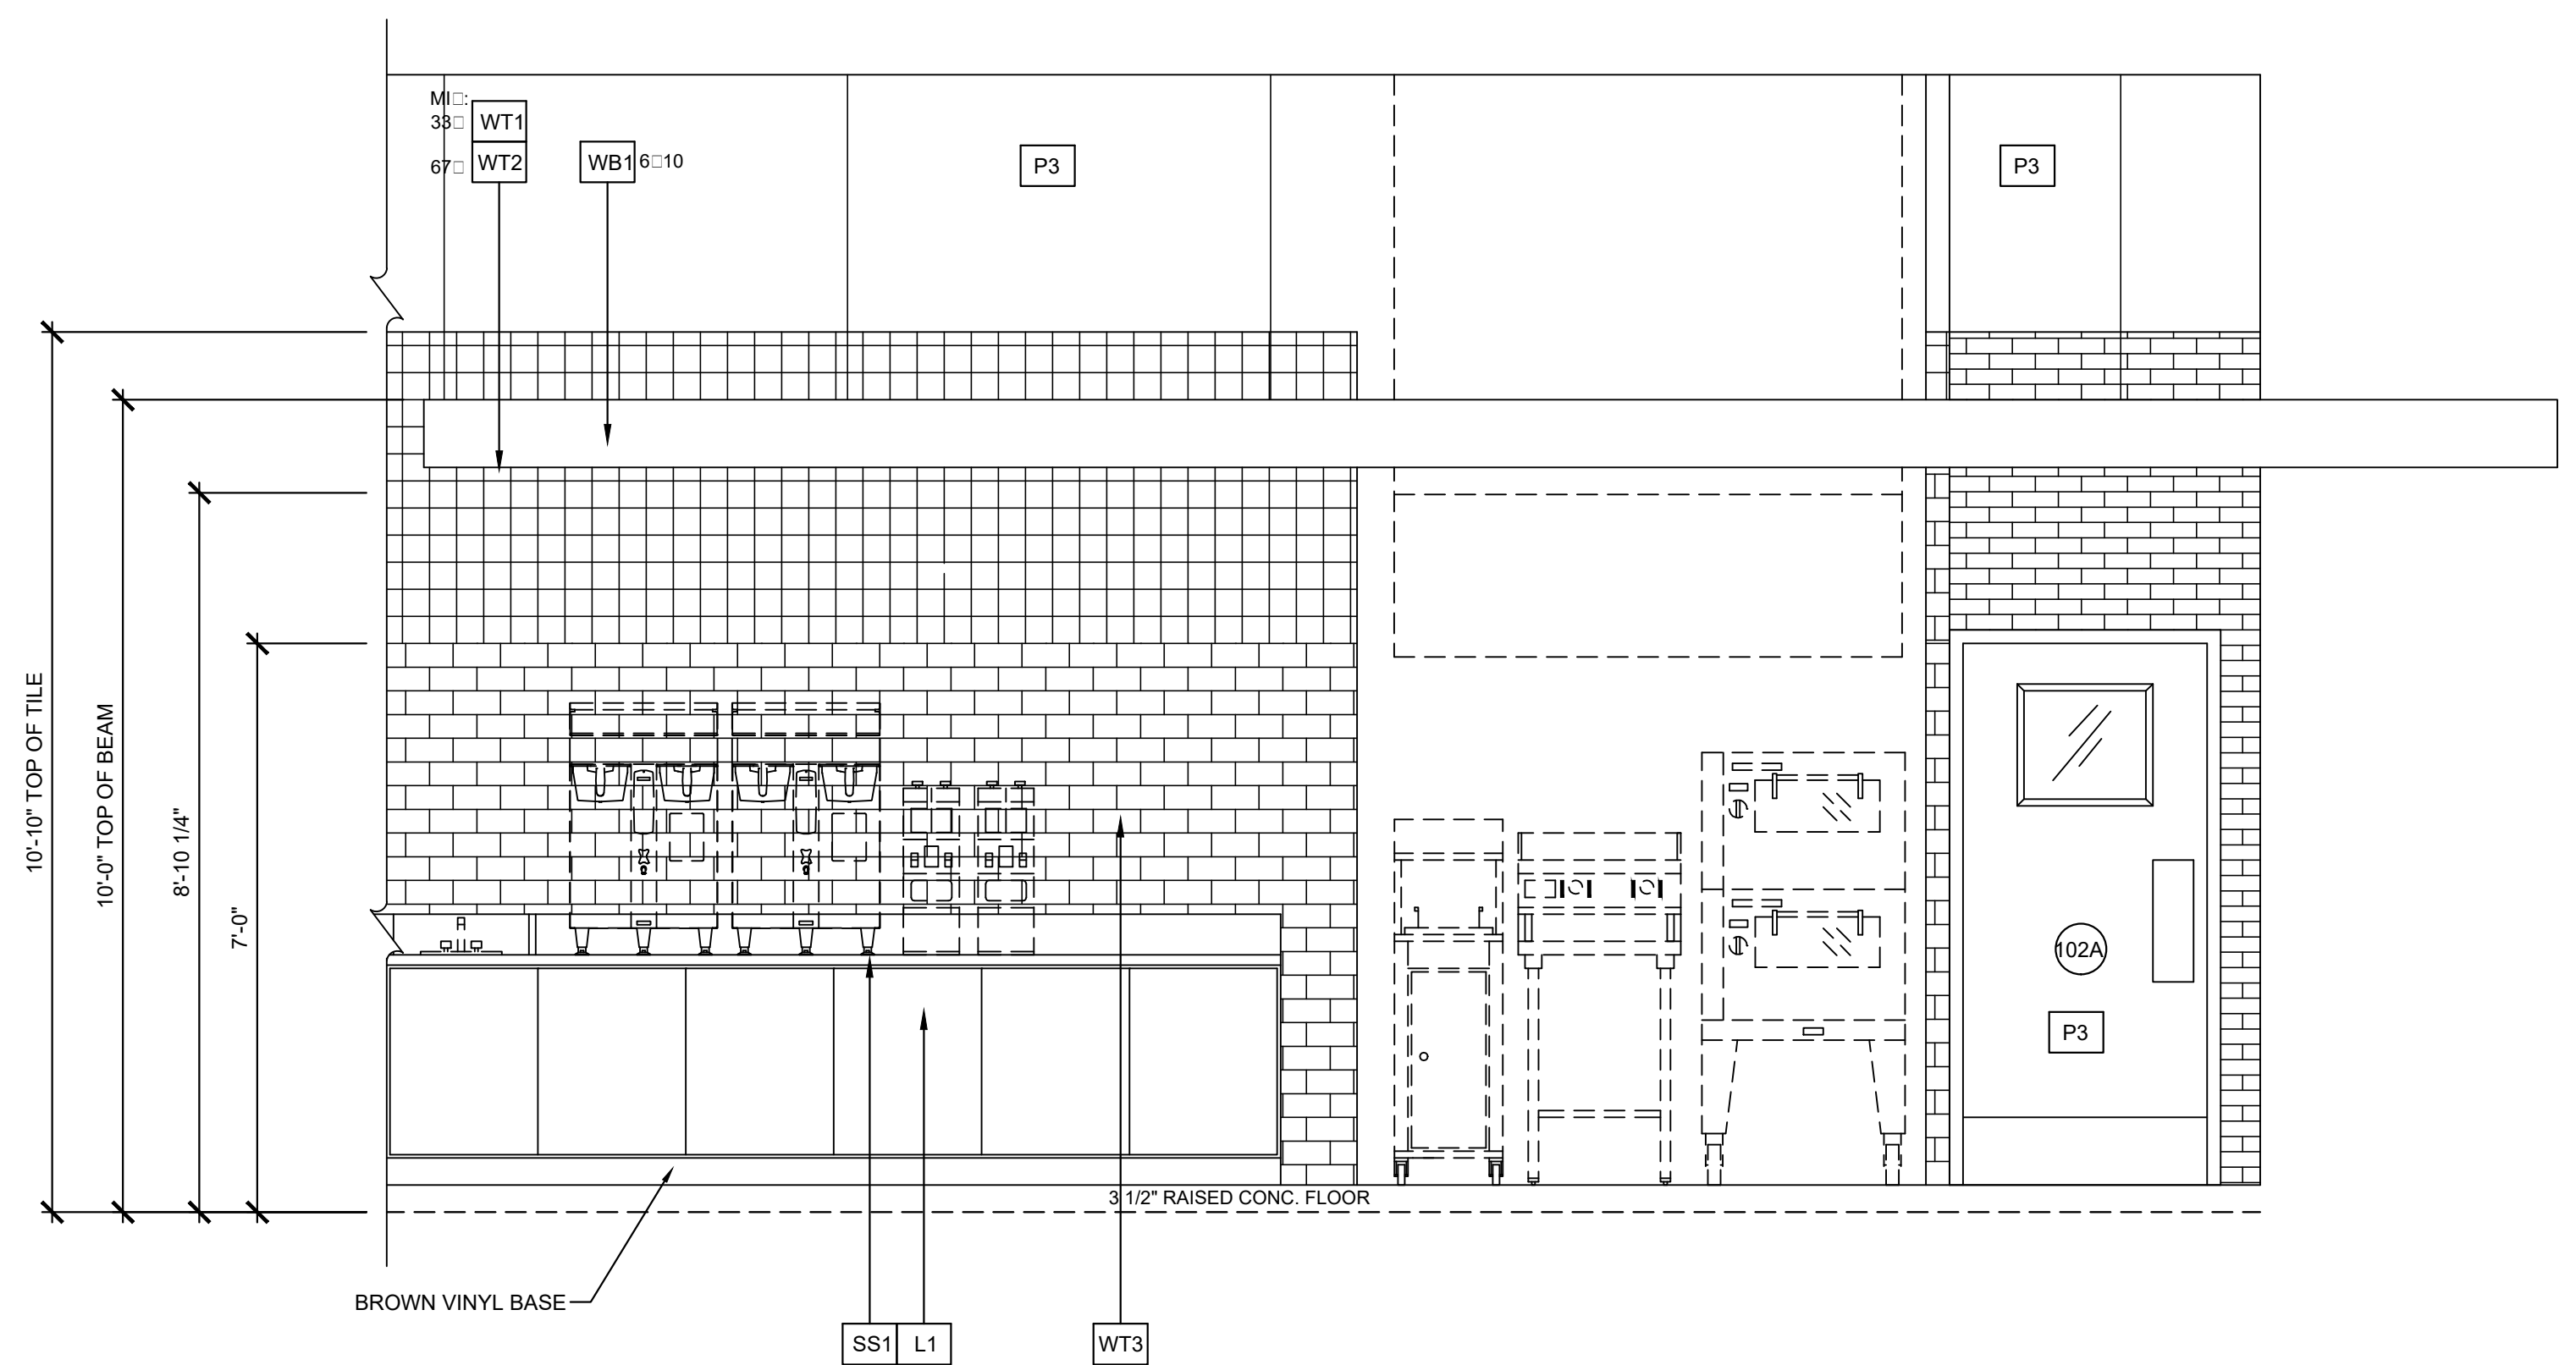 MI□:
33□ WT1
67□ WT2
WB1 6□10
P3
P3
10'-10" TOP OF TILE
10'-0" TOP OF BEAM
8'-10 1/4"
7'-0"
102A
P3
3 1/2" RAISED CONC. FLOOR
BROWN VINYL BASE
SS1 L1
WT3